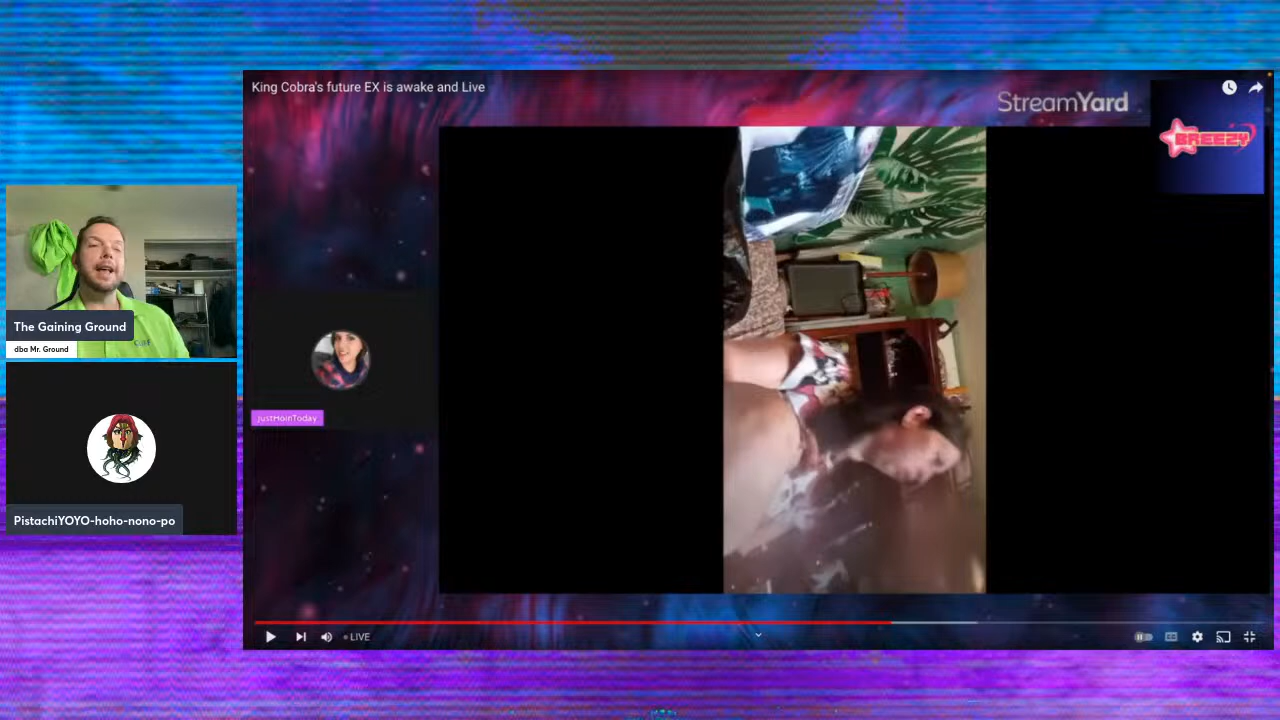 King Cobra's future EX is awake and Live
StreamYard
BREEZY
The Gaining Ground
dba Mr. Ground
JustMoinToday
PistachiYOYO-hoho-nono-po
LIVE